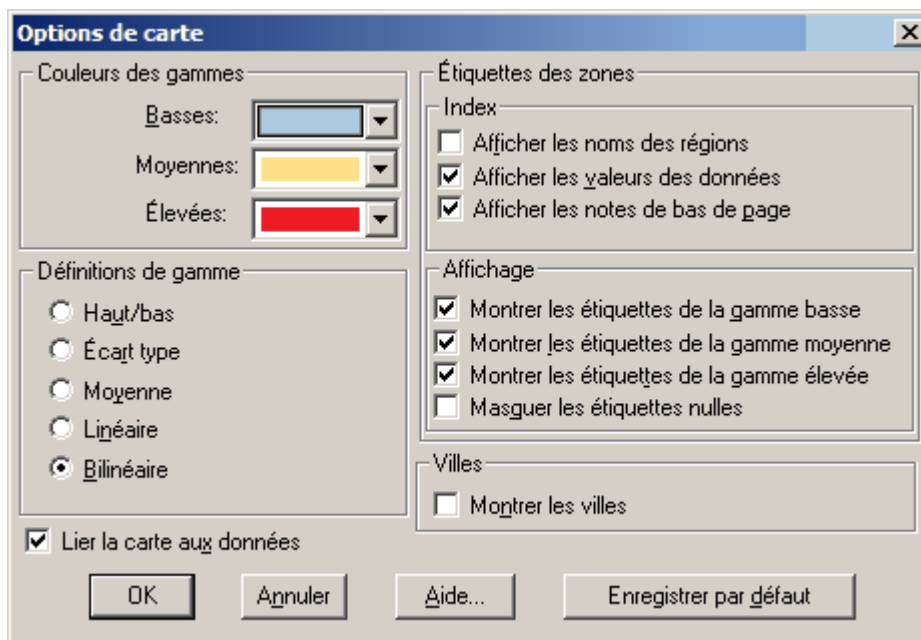 Options de carte
Couleurs des gammes
Basses:
Moyennes:
Élevées:
Définitions de gamme
Haut/bas
Écart type
Moyenne
Linéaire
Bilinéaire
Lier la carte aux données
Étiquettes des zones
Index
Afficher les noms des régions
Afficher les valeurs des données
Afficher les notes de bas de page
Affichage
Montrer les étiquettes de la gamme basse
Montrer les étiquettes de la gamme moyenne
Montrer les étiquettes de la gamme élevée
Masguer les étiquettes nulles
Villes
Montrer les villes
OK
Annuler
Aide...
Enregistrer par défaut